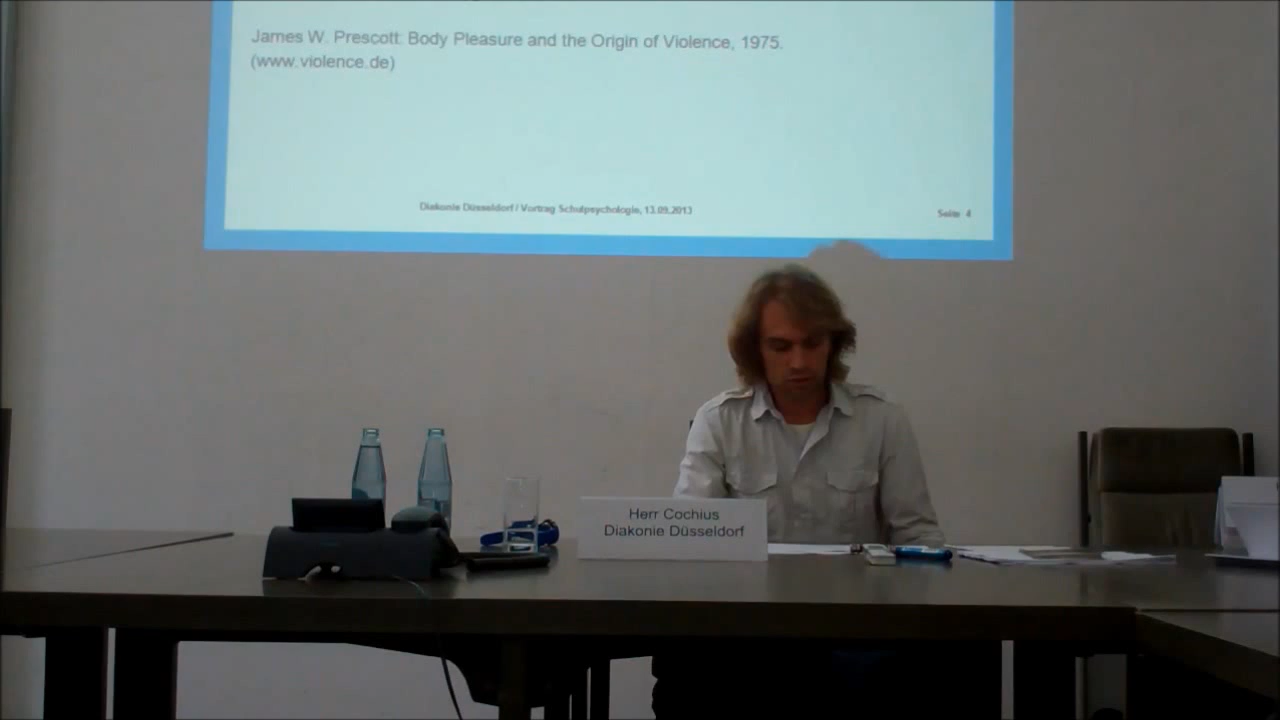 James W. Prescott: Body Pleasure and the Origin of Violence, 1975.
(www.violence.de)
Diakonie Düsseldorf / Vortrag Schulpsychologie, 13.09.2013
Seite 4
Herr Cochius
Diakonie Düsseldorf